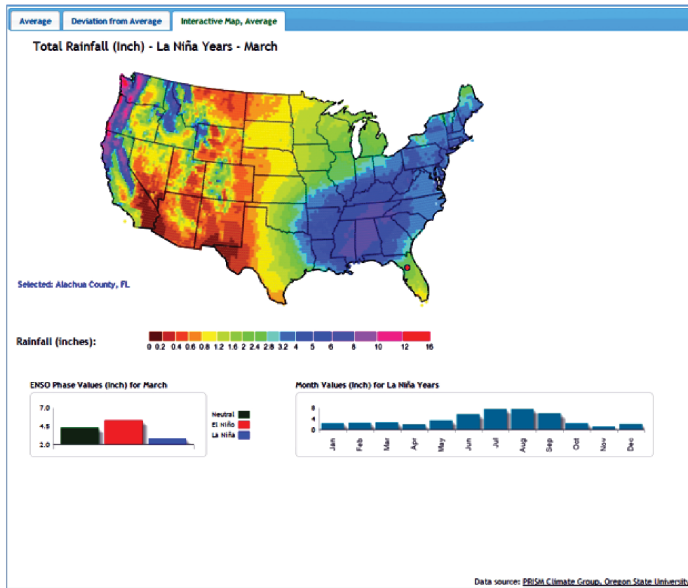 Average
Deviation from Average
Interactive Map, Average
Total Rainfall (Inch) - La Niña Years - March
Selected: Alachua County, FL
Rainfall (inches):
0 0.2 0.4 0.6 0.8 1.2 1.6 2 2.4 2.8 3.2 4 5 6 8 10 12 16
ENSO Phase Values (Inch) for March
7.0
4.5
2.0
Neutral
El Niño
La Niña
Month Values (Inch) for La Niña Years
8
4
0
Jan Feb Mar Apr May Jun Jul Aug Sep Oct Nov Dec
Data source: PRISM Climate Group, Oregon State University